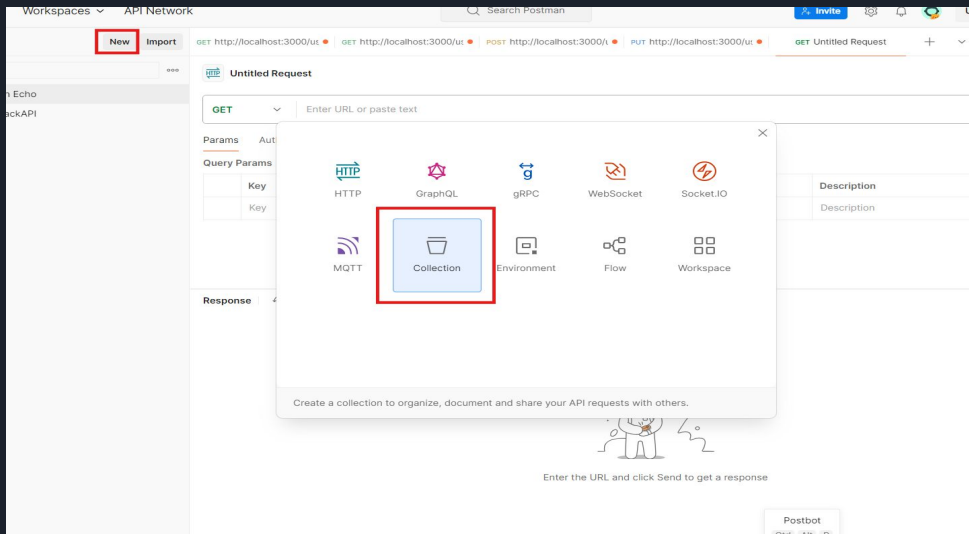 Workspaces API Network Search Postman Invite
New Import GET http://localhost:3000/us GET http://localhost:3000/us POST http://localhost:3000/u PUT http://localhost:3000/us GET Untitled Request
HTTP Untitled Request
n Echo
ackAPI
GET Enter URL or paste text
Params Aut
Query Params
Key Description
Key Description
HTTP GraphQL gRPC WebSocket Socket.IO
MQTT Collection Environment Flow Workspace
Response
Create a collection to organize, document and share your API requests with others.
Enter the URL and click Send to get a response
Postbot